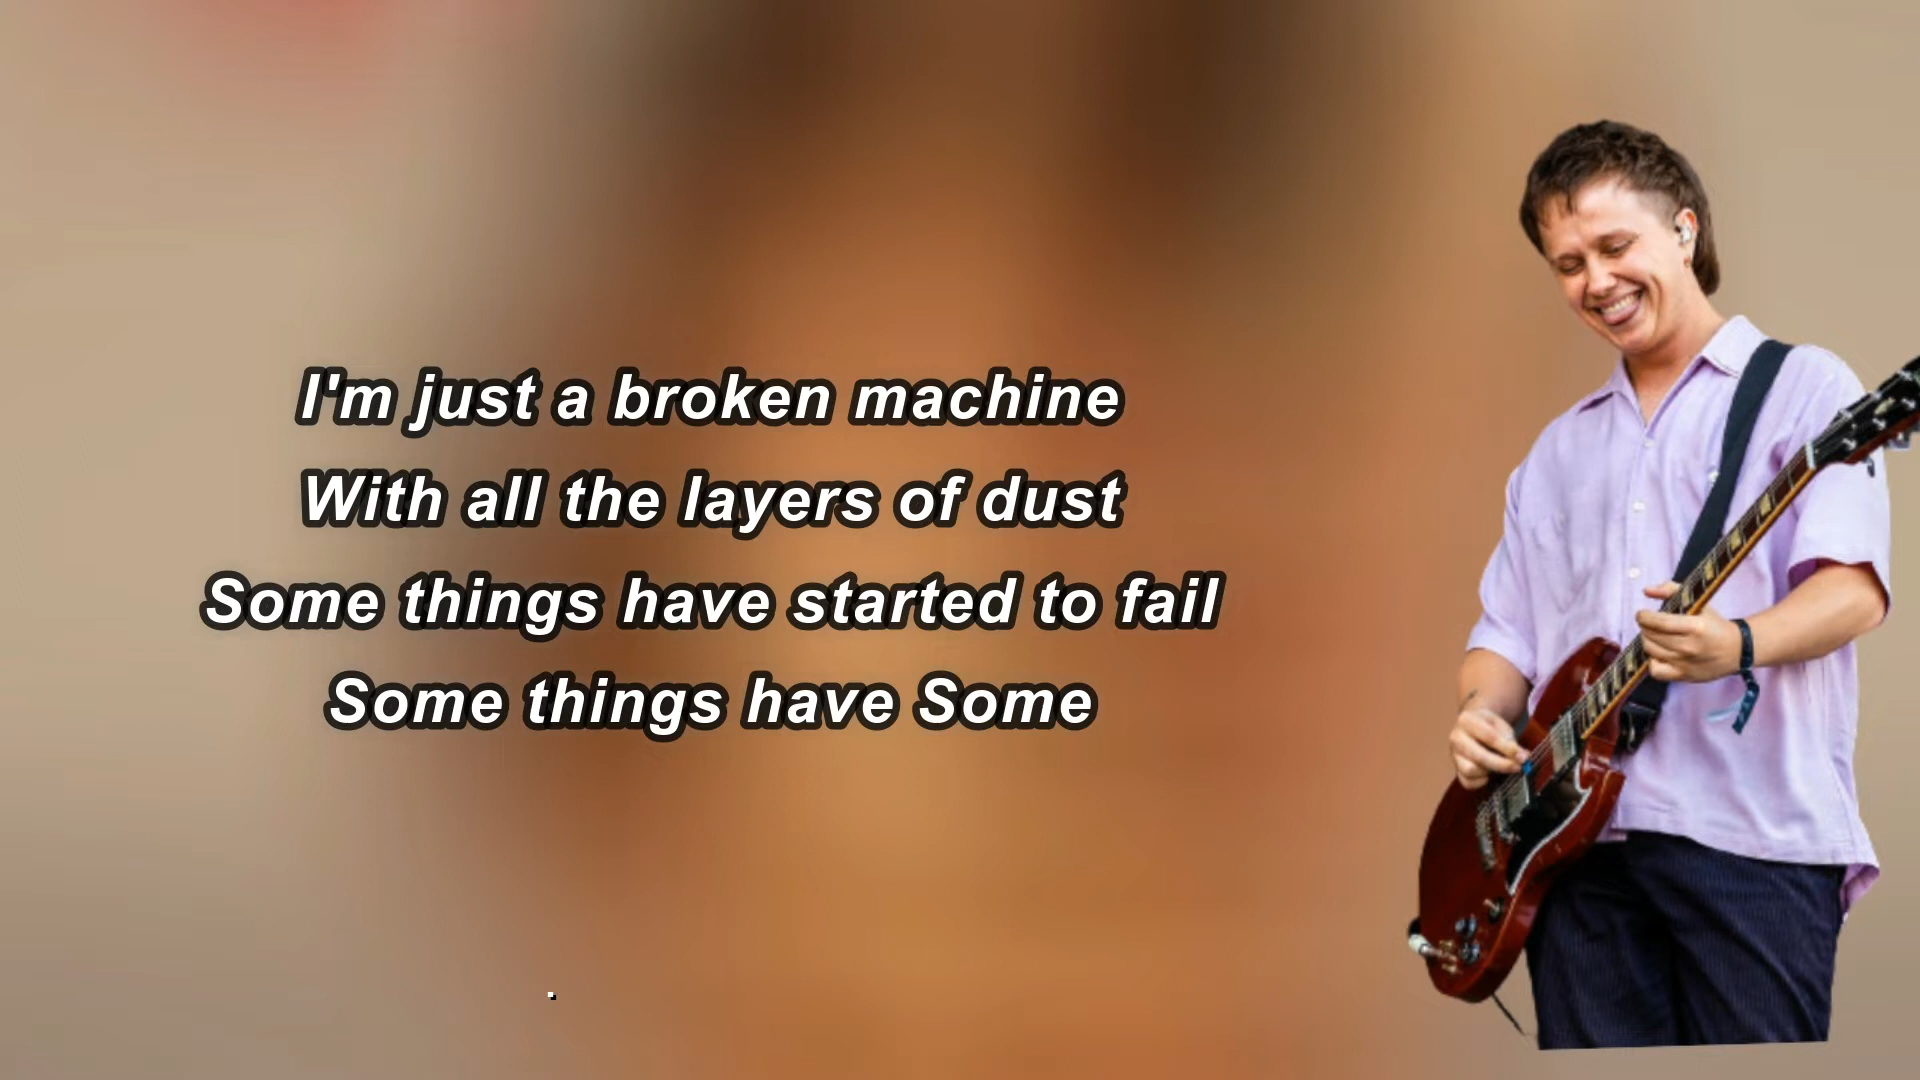 I'm just a broken machine
With all the layers of dust
Some things have started to fail
Some things have Some